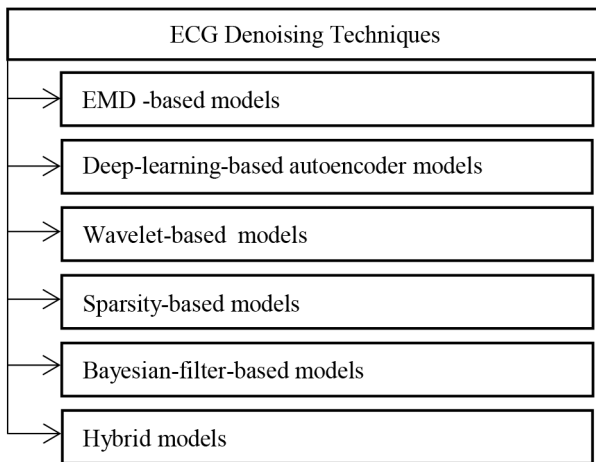 ECG Denoising Techniques
EMD -based models
Deep-learning-based autoencoder models
Wavelet-based  models
Sparsity-based models
Bayesian-filter-based models
Hybrid models